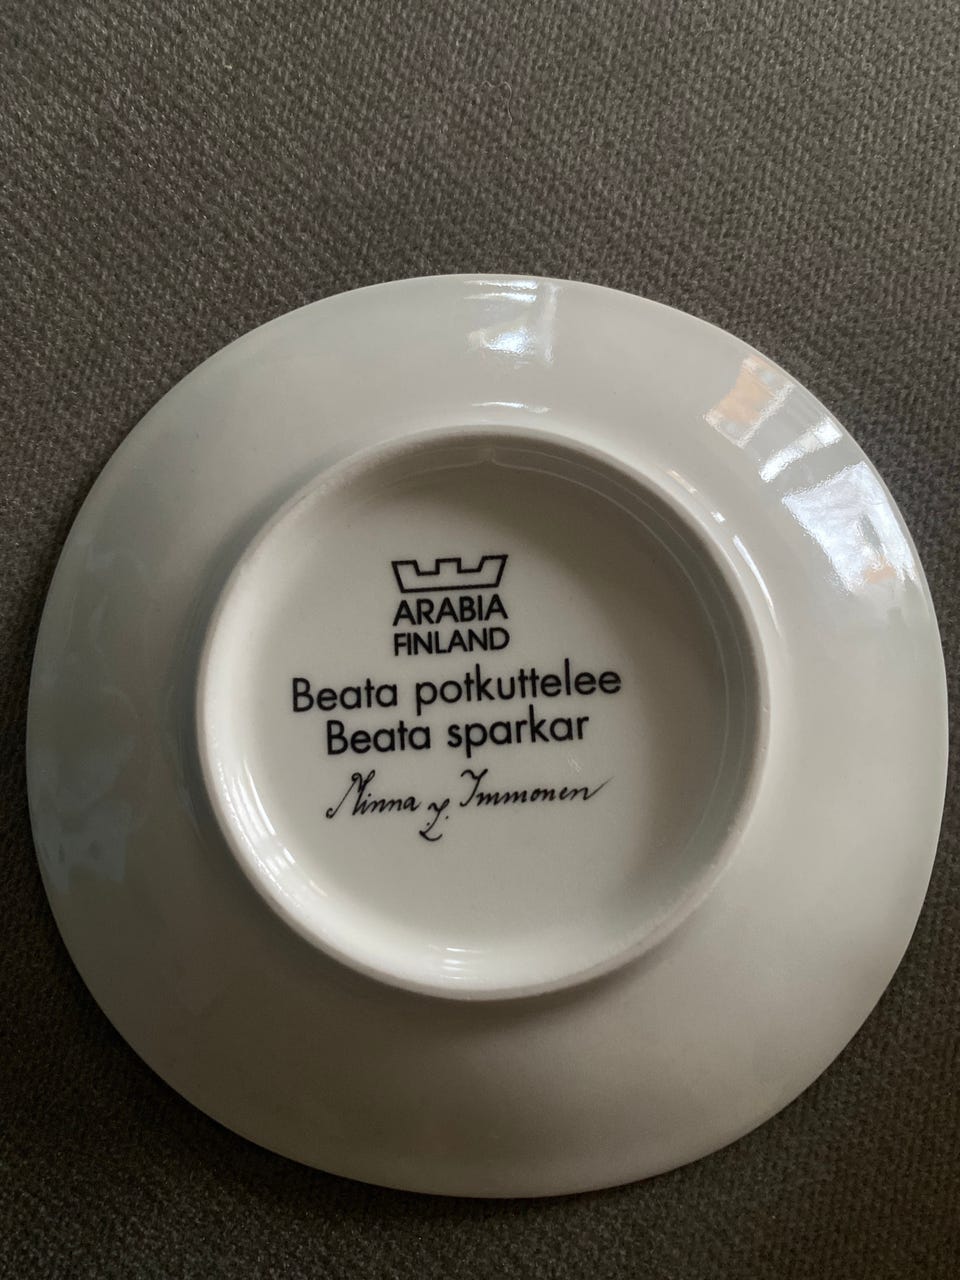 ARABIA
FINLAND
Beata potkuttelee
Beata sparkar
Minna L. Immonen